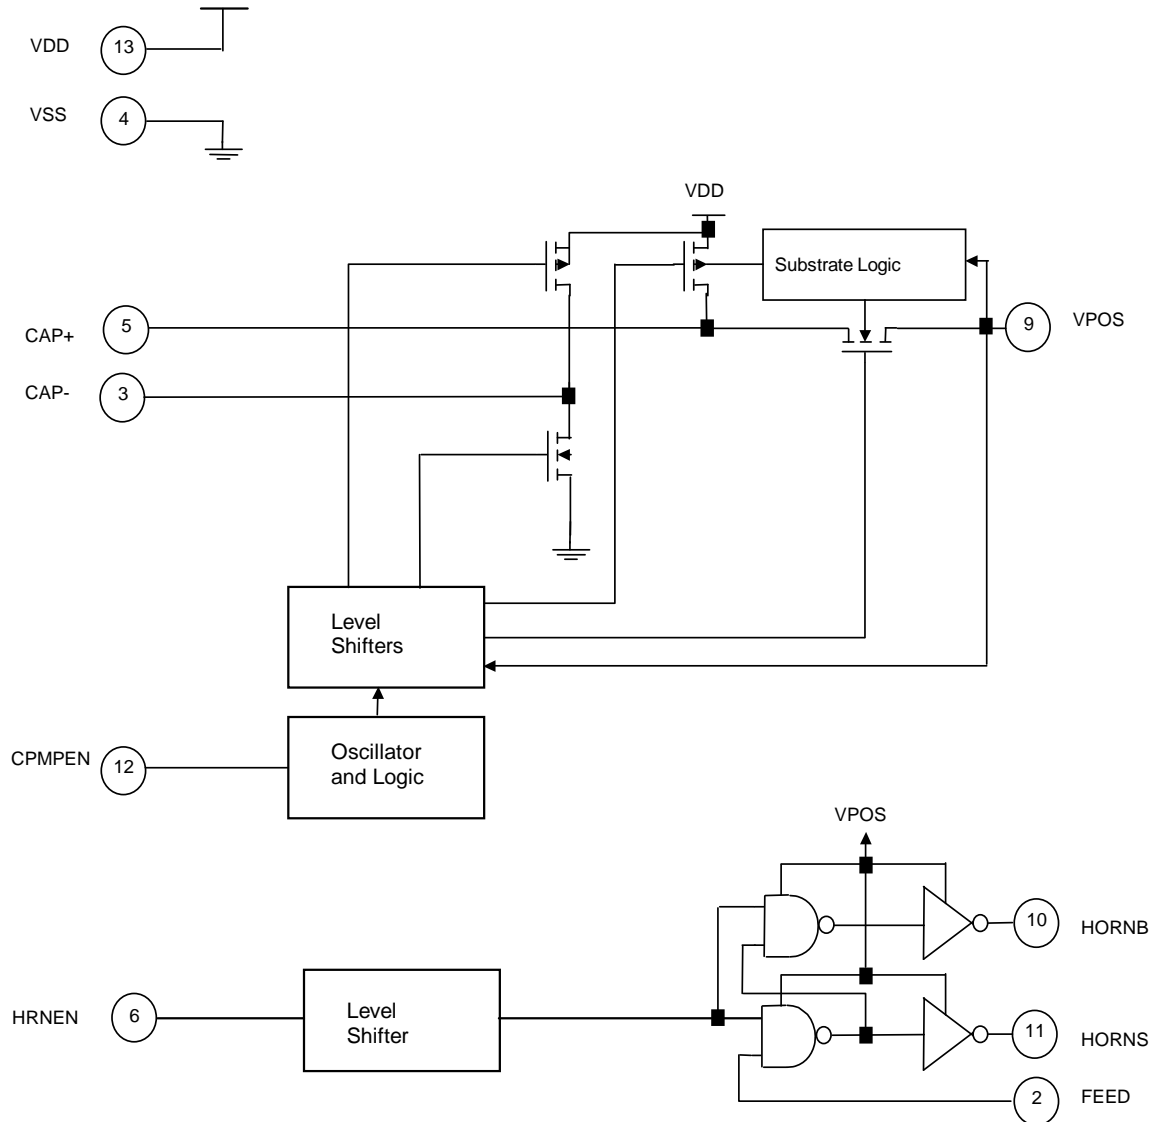 VDD 13
VSS 4
VDD
Substrate Logic
CAP+ 5
9 VPOS
CAP- 3
Level
Shifters
CPMPEN 12
Oscillator
and Logic
VPOS
10 HORNB
HRNEN 6
Level
Shifter
11 HORNS
2 FEED